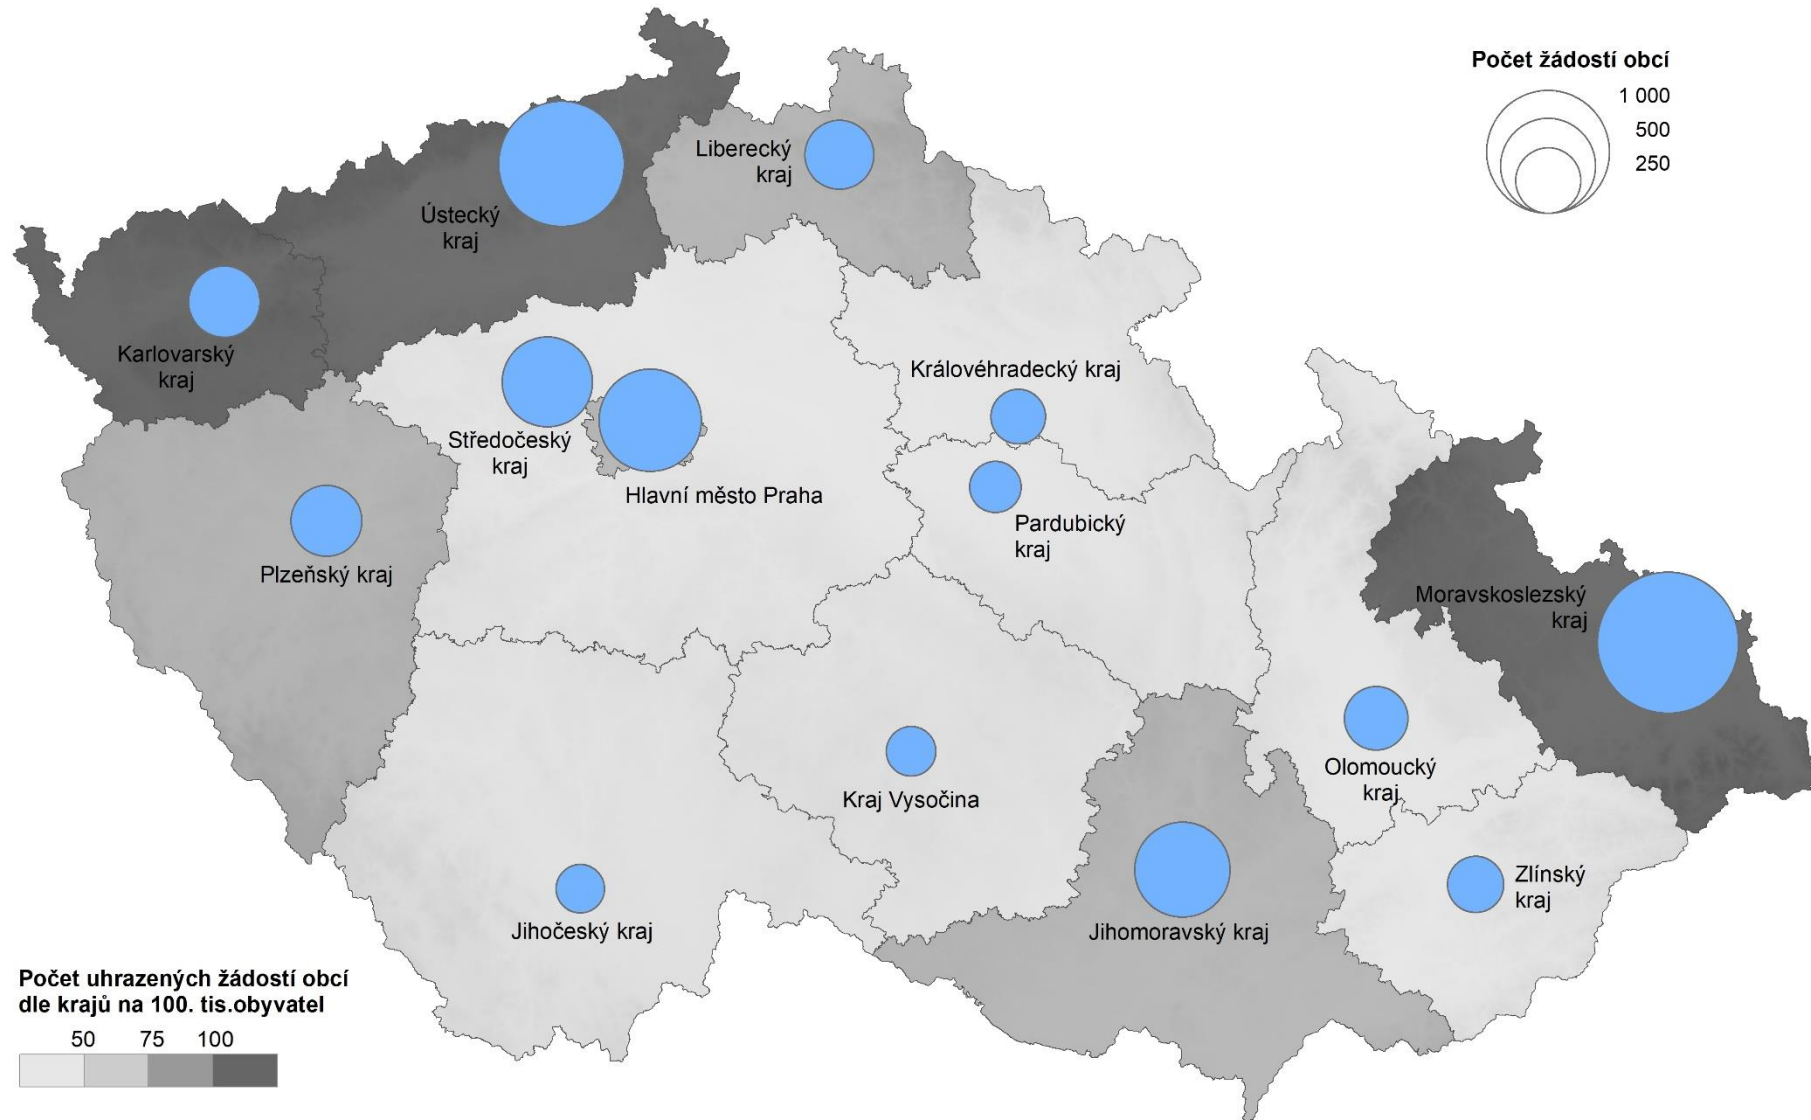 Počet žádostí obcí
1 000
500
250
Liberecký
kraj
Ústecký
kraj
Karlovarský
kraj
Královéhradecký kraj
Středočeský
kraj
Hlavní město Praha
Pardubický
kraj
Plzeňský kraj
Moravskoslezský
kraj
Olomoucký
kraj
Kraj Vysočina
Zlínský
kraj
Jihočeský kraj
Jihomoravský kraj
Počet uhrazených žádostí obcí
dle krajů na 100. tis.obyvatel
50 75 100